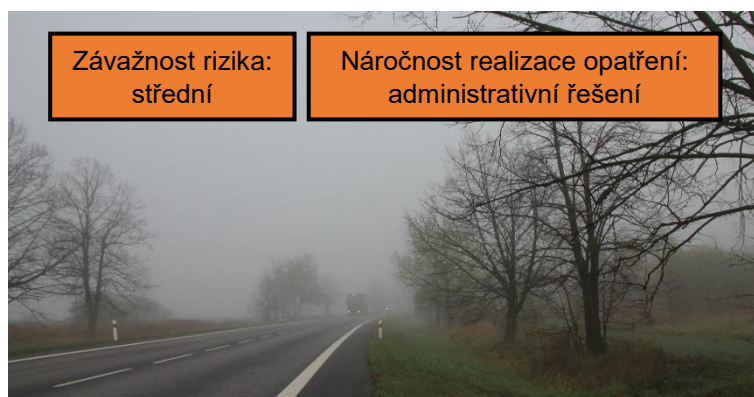 Závažnost rizika:
střední
Náročnost realizace opatření:
administrativní řešení